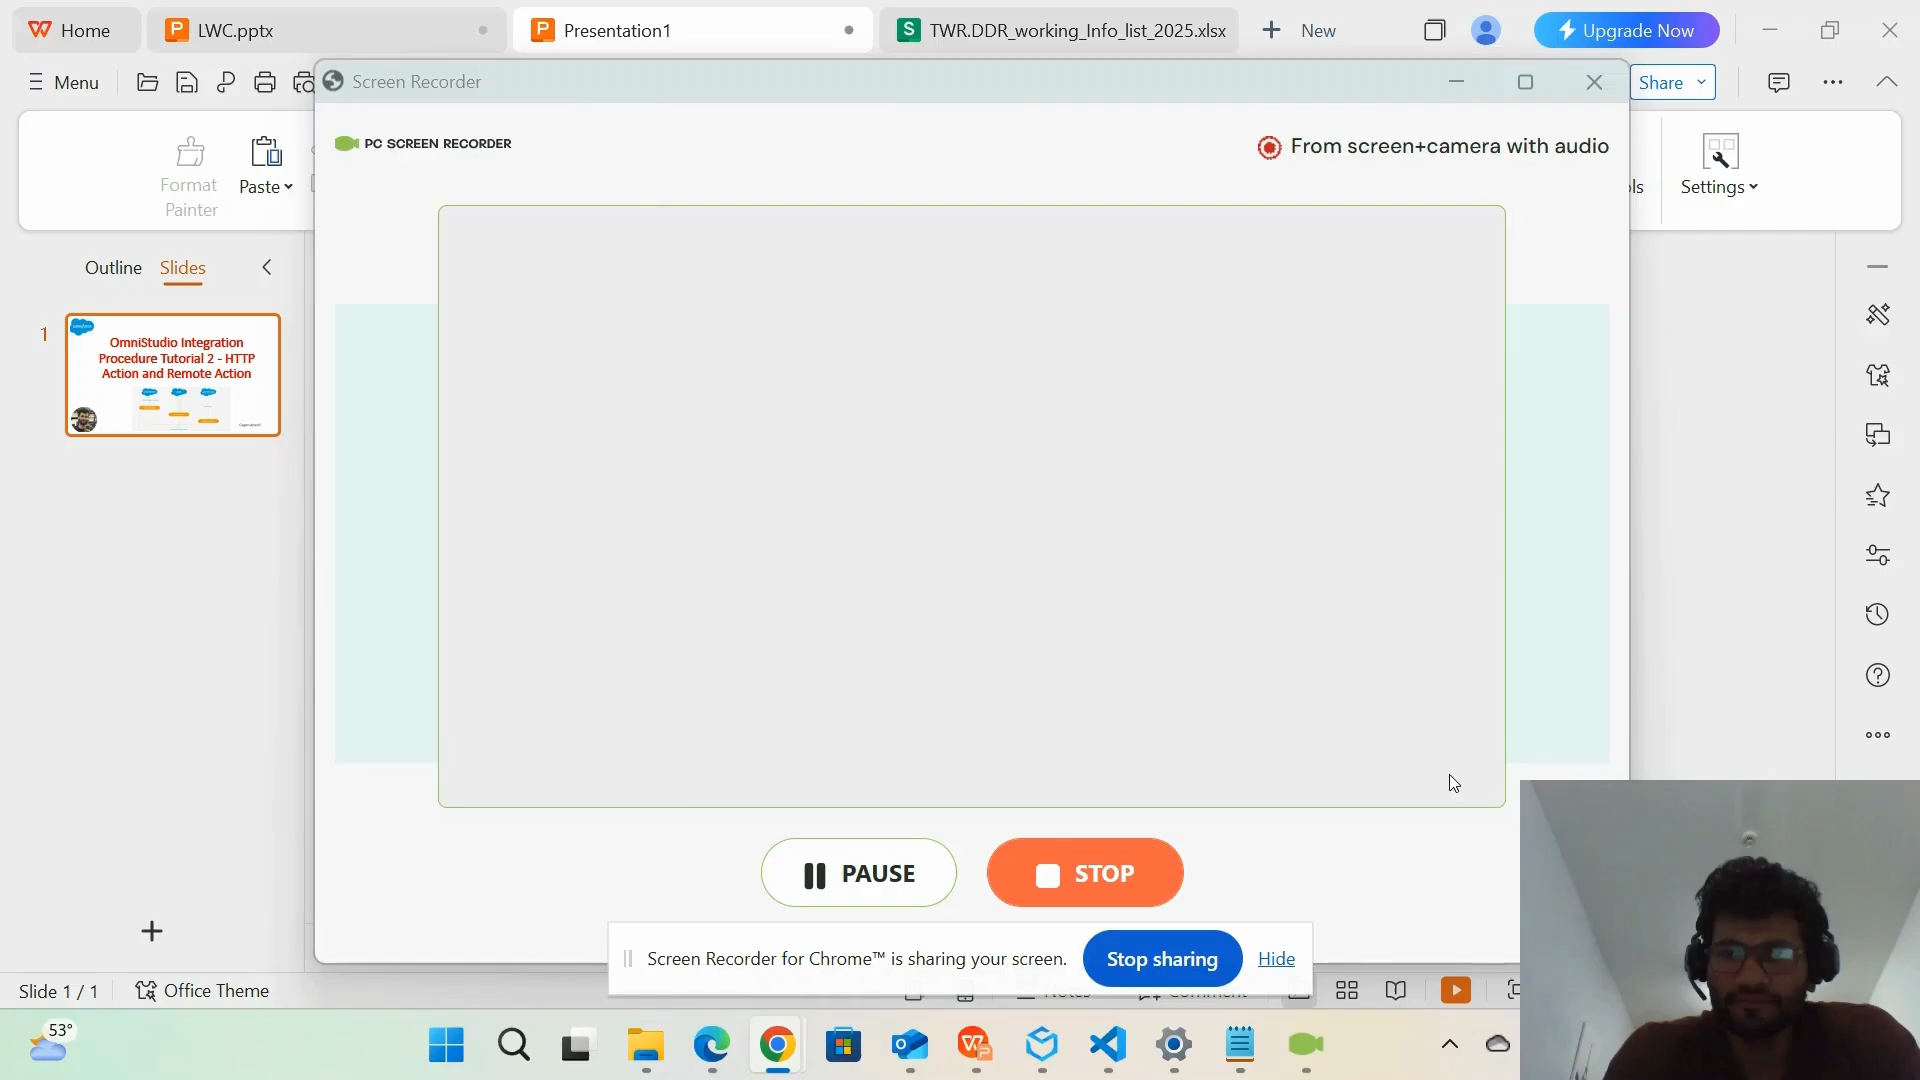 Home
LWC.pptx
Presentation1
TWR.DDR_working_Info_list_2025.xlsx
New
Upgrade Now
Menu
Screen Recorder
Share
PC SCREEN RECORDER
From screen+camera with audio
Format
Painter
Paste
Settings
Outline
Slides
1
OmniStudio Integration
Procedure Tutorial 2 - HTTP
Action and Remote Action
PAUSE
STOP
Screen Recorder for Chrome™ is sharing your screen.
Stop sharing
Hide
Slide 1 / 1
Office Theme
53°